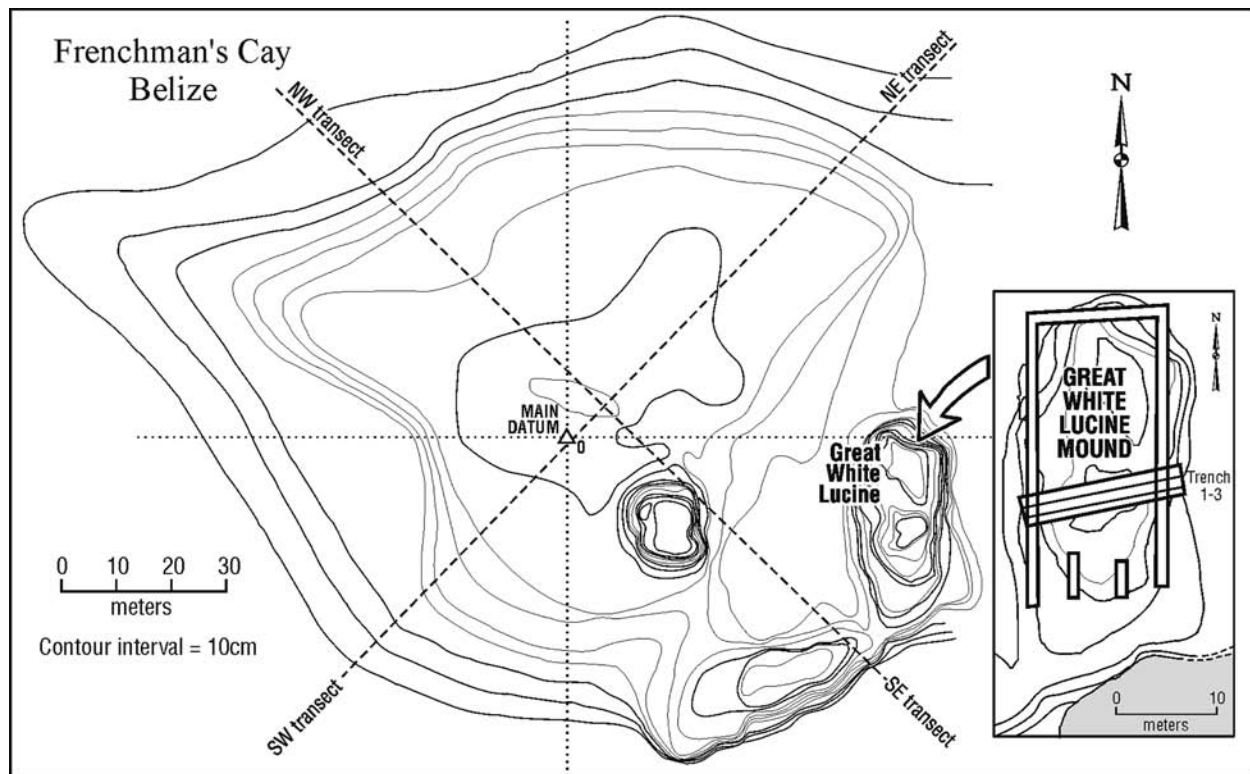 Frenchman's Cay
Belize
NW transect
NE transect
N
MAIN
DATUM
0
Great
White
Lucine
0 10 20 30
meters
Contour interval = 10cm
SW transect
SE transect
N
GREAT
WHITE
LUCINE
MOUND
Trench
1-3
0 10
meters